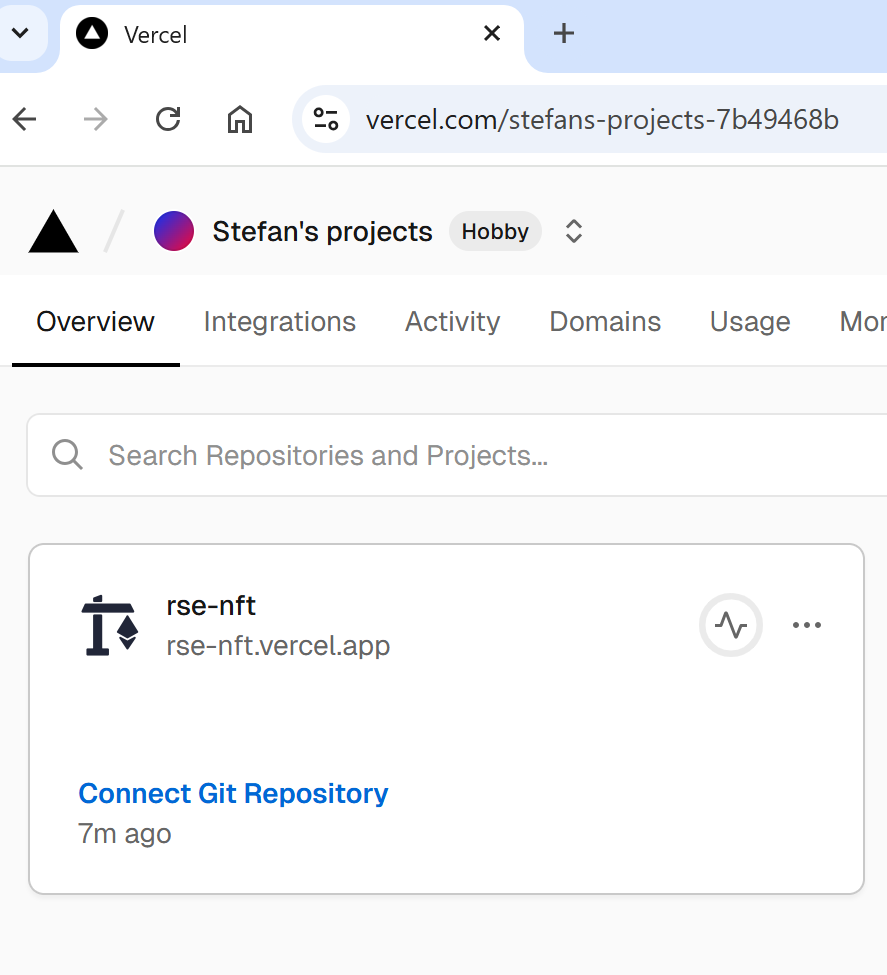 Vercel
vercel.com/stefans-projects-7b49468b
Stefan's projects Hobby
Overview Integrations Activity Domains Usage Mor
Search Repositories and Projects...
rse-nft
rse-nft.vercel.app
Connect Git Repository
7m ago